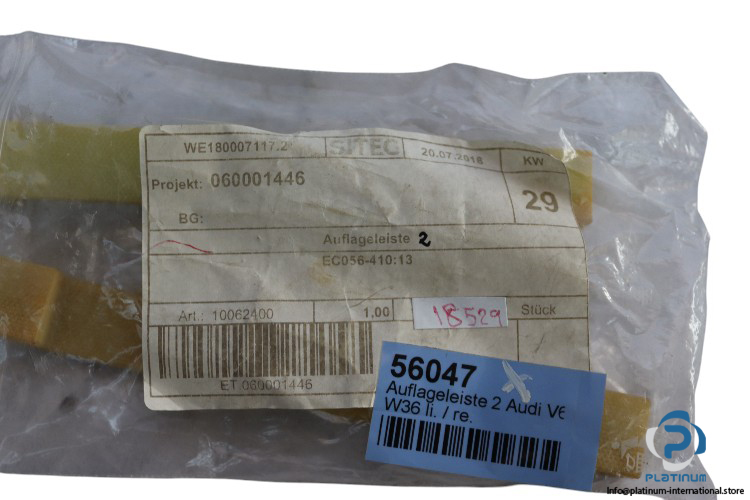 WE180007117.2
SITEC
20.07.2018
KW
Projekt: 060001446
29
BG:
Auflageleiste 2
EC056-410:13
Art.: 10062400
1,00
18529
Stück
ET 060001446
56047
Auflageleiste 2 Audi V6
W36 li. / re.
PLATINUM
info@platinum-international.store